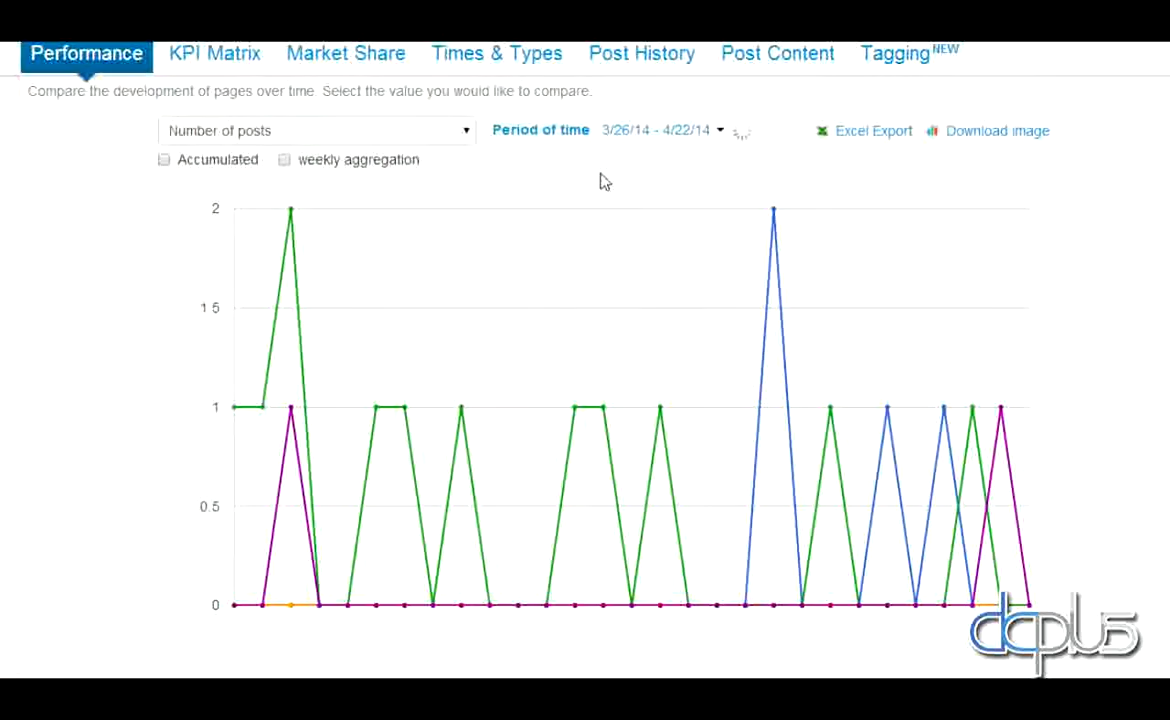 Performance KPI Matrix Market Share Times & Types Post History Post Content Tagging NEW
Compare the development of pages over time. Select the value you would like to compare.
Number of posts Period of time 3/26/14 - 4/22/14 Excel Export Download image
Accumulated weekly aggregation
2
1 5
1
0.5
0
dcplus